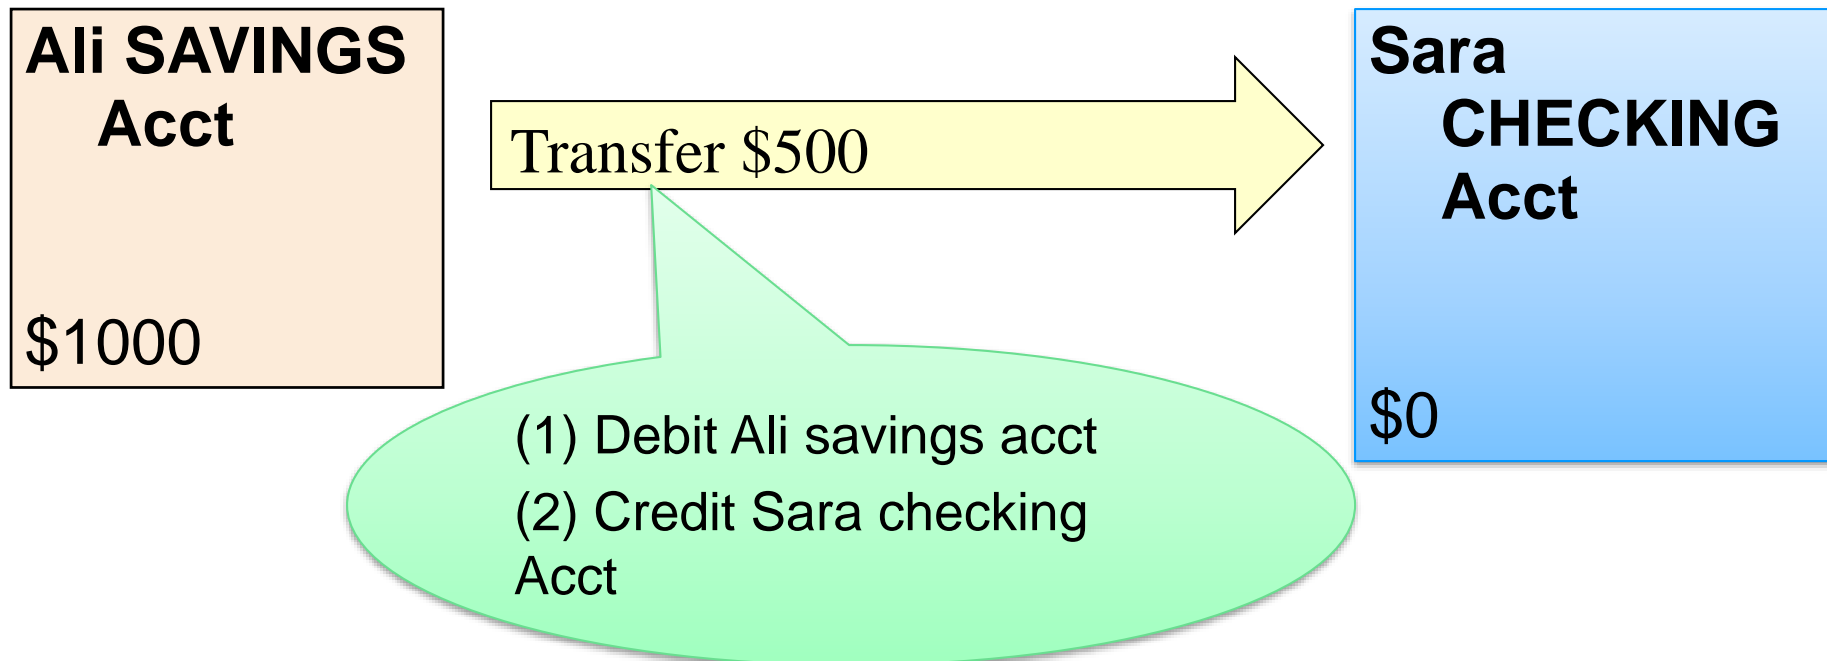 Ali SAVINGS
Acct
$1000
Transfer $500
(1) Debit Ali savings acct
(2) Credit Sara checking
Acct
Sara
CHECKING
Acct
$0